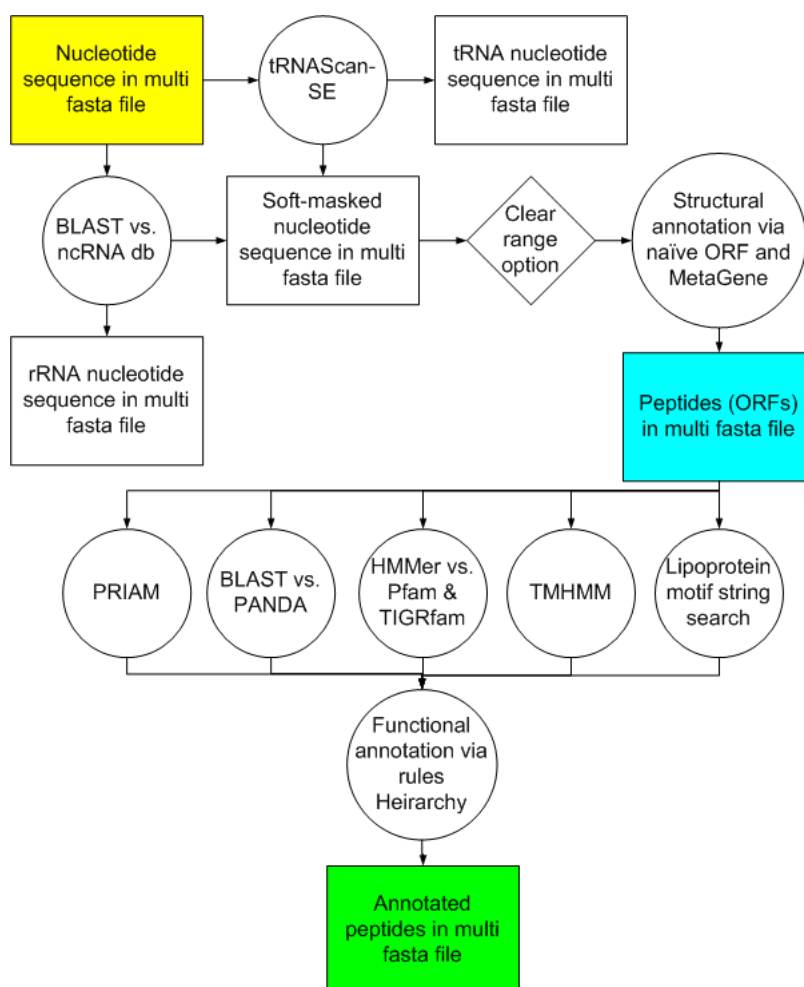 Nucleotide
sequence in multi
fasta file
tRNAScan-
SE
tRNA nucleotide
sequence in multi
fasta file
BLAST vs.
ncRNA db
Soft-masked
nucleotide
sequence in multi
fasta file
Clear
range
option
Structural
annotation via
naïve ORF and
MetaGene
rRNA nucleotide
sequence in multi
fasta file
Peptides (ORFs)
in multi fasta file
PRIAM
BLAST vs.
PANDA
HMMer vs.
Pfam &
TIGRfam
TMHMM
Lipoprotein
motif string
search
Functional
annotation via
rules
Heirarchy
Annotated
peptides in multi
fasta file